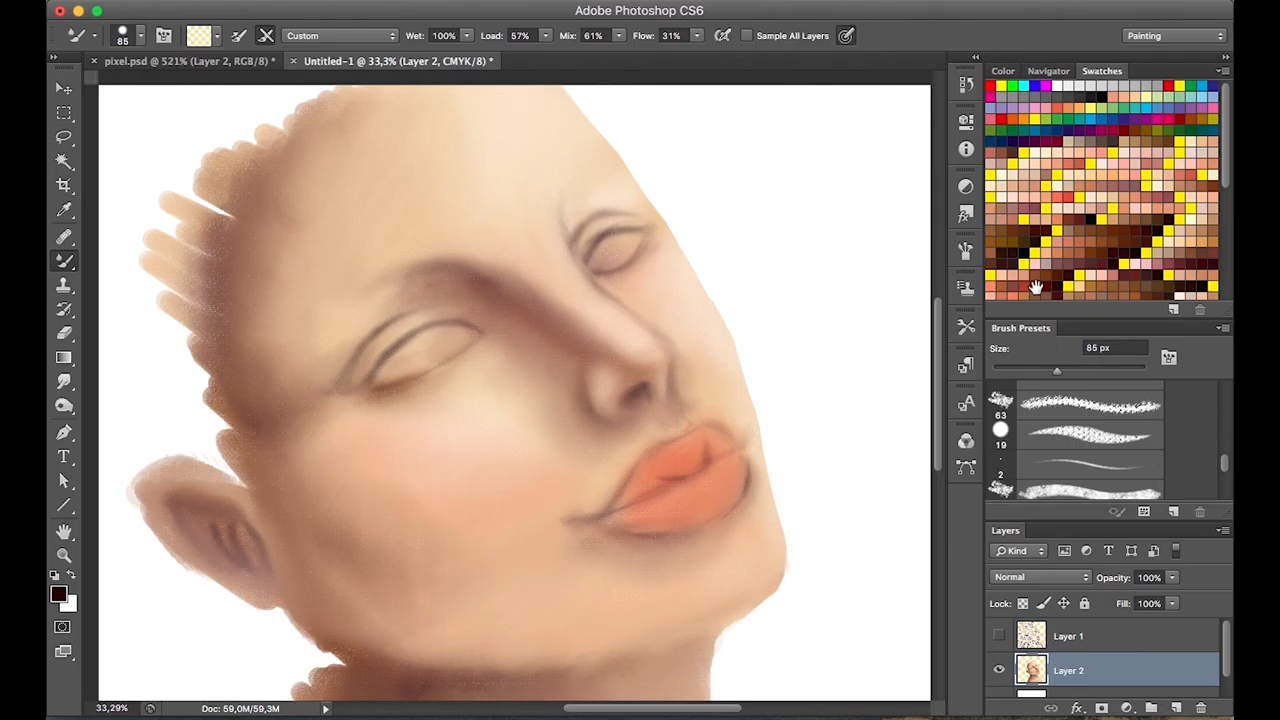 Adobe Photoshop CS6
85
Custom
Wet: 100%
Load: 57%
Mix: 61%
Flow: 31%
Sample All Layers
Painting
pixel.psd @ 521% (Layer 2, RGB/8) *
Untitled-1 @ 33,3% (Layer 2, CMYK/8) *
Color
Navigator
Swatches
Brush Presets
Size:
85 px
63
19
2
Layers
Kind
Normal
Opacity: 100%
Lock:
Fill: 100%
Layer 1
Layer 2
33,29%
Doc: 59,0M/59,3M